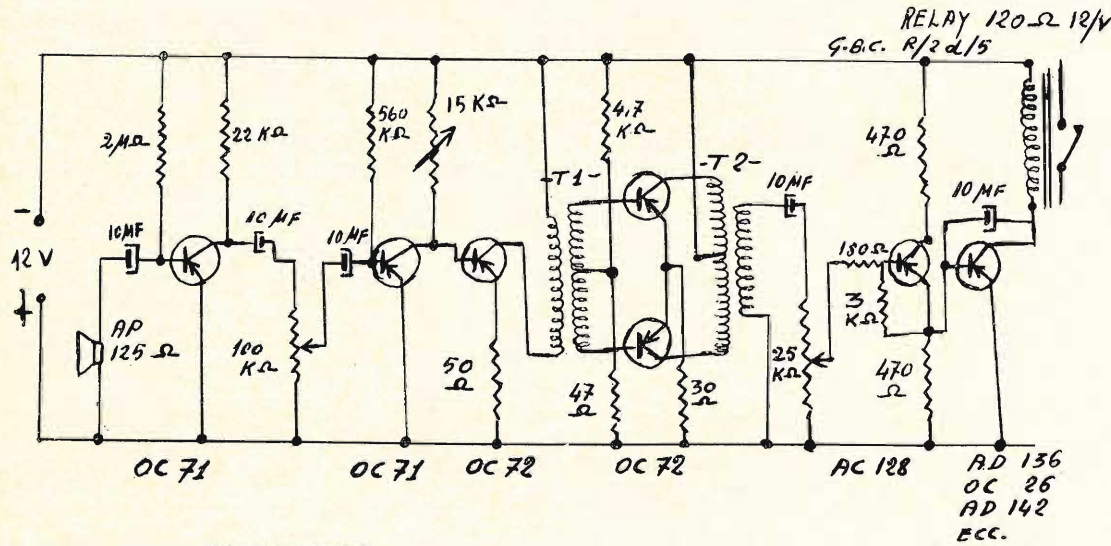 RELAY 120 Ω 12/V
G.B.C. R/2 d/5
2MΩ
22 KΩ
560 KΩ
15 KΩ
4,7 KΩ
470 Ω
-T1-
-T2-
10 MF
10 MF
10 MF
10 MF
10 MF
-
12 V
+
AP 125 Ω
100 KΩ
50 Ω
47 Ω
30 Ω
25 KΩ
180Ω
3 KΩ
470 Ω
OC 71
OC 71
OC 72
OC 72
AC 128
AD 136
OC 26
AD 142
ECC.